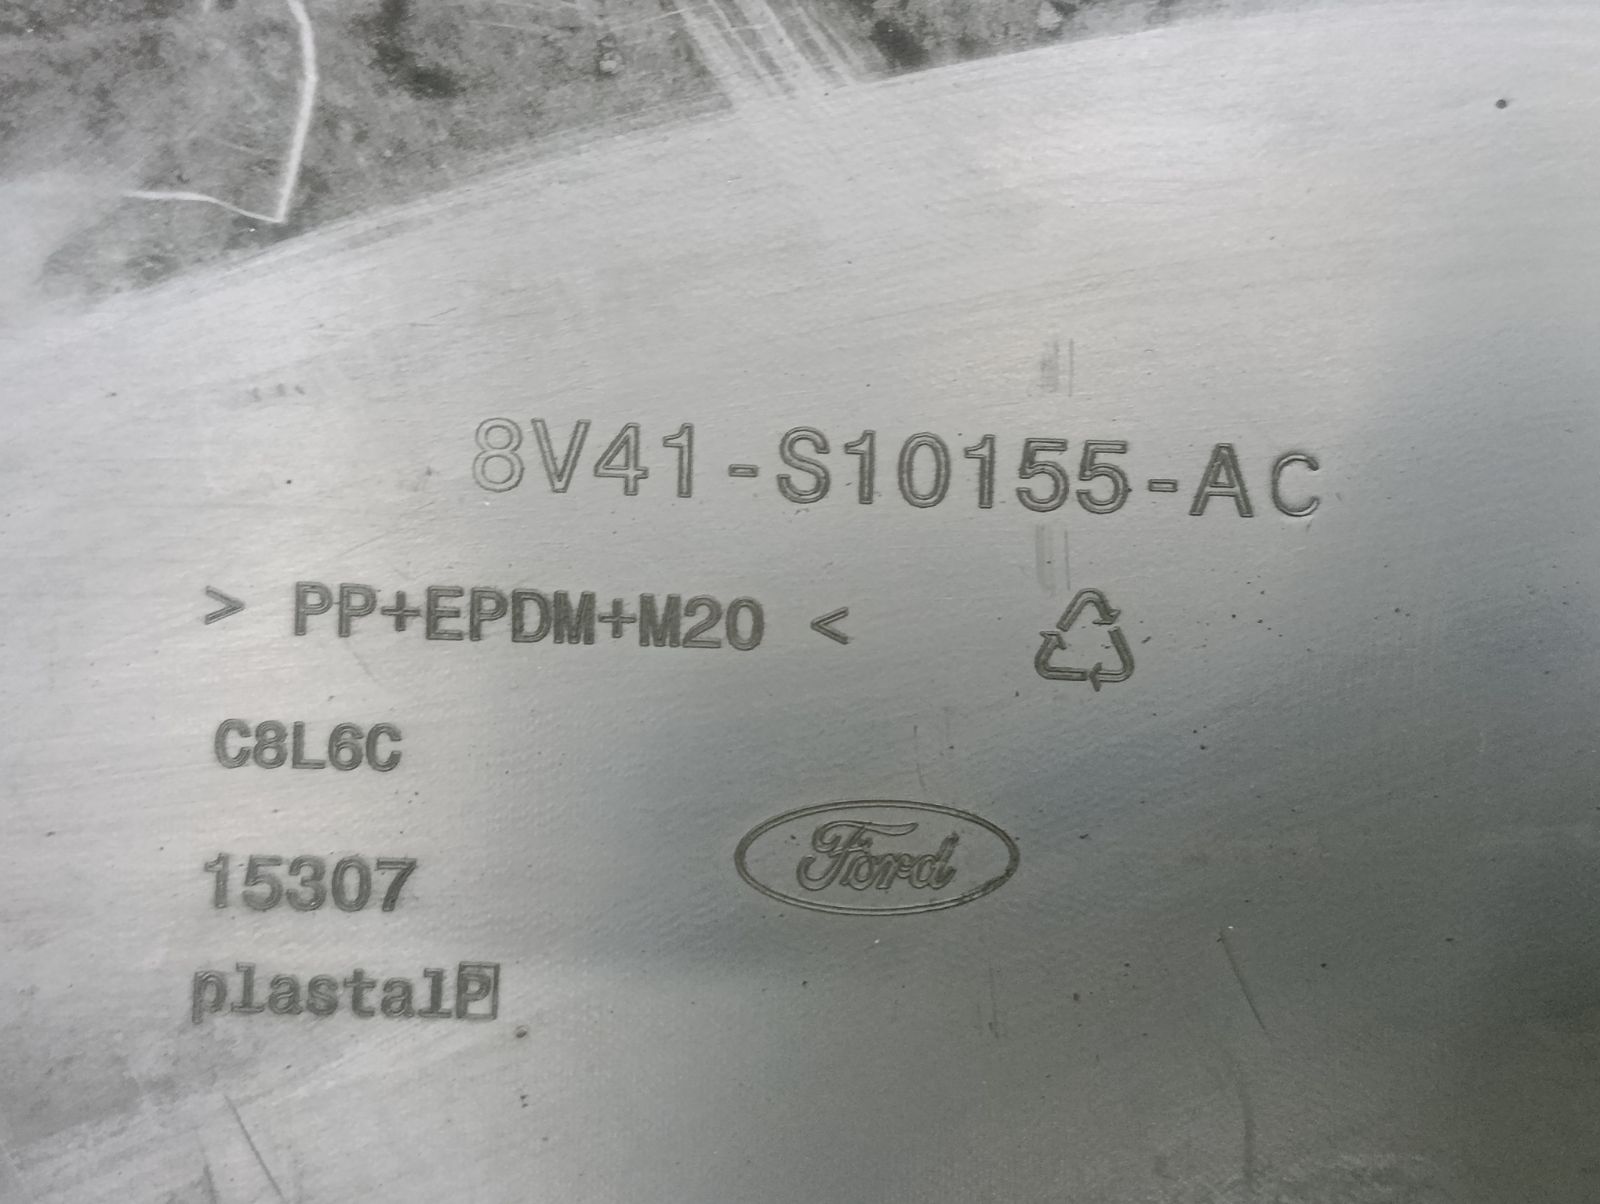 8V41-S10155-AC
> PP+EPDM+M20 <
C8L6C
Ford
15307
plastalP